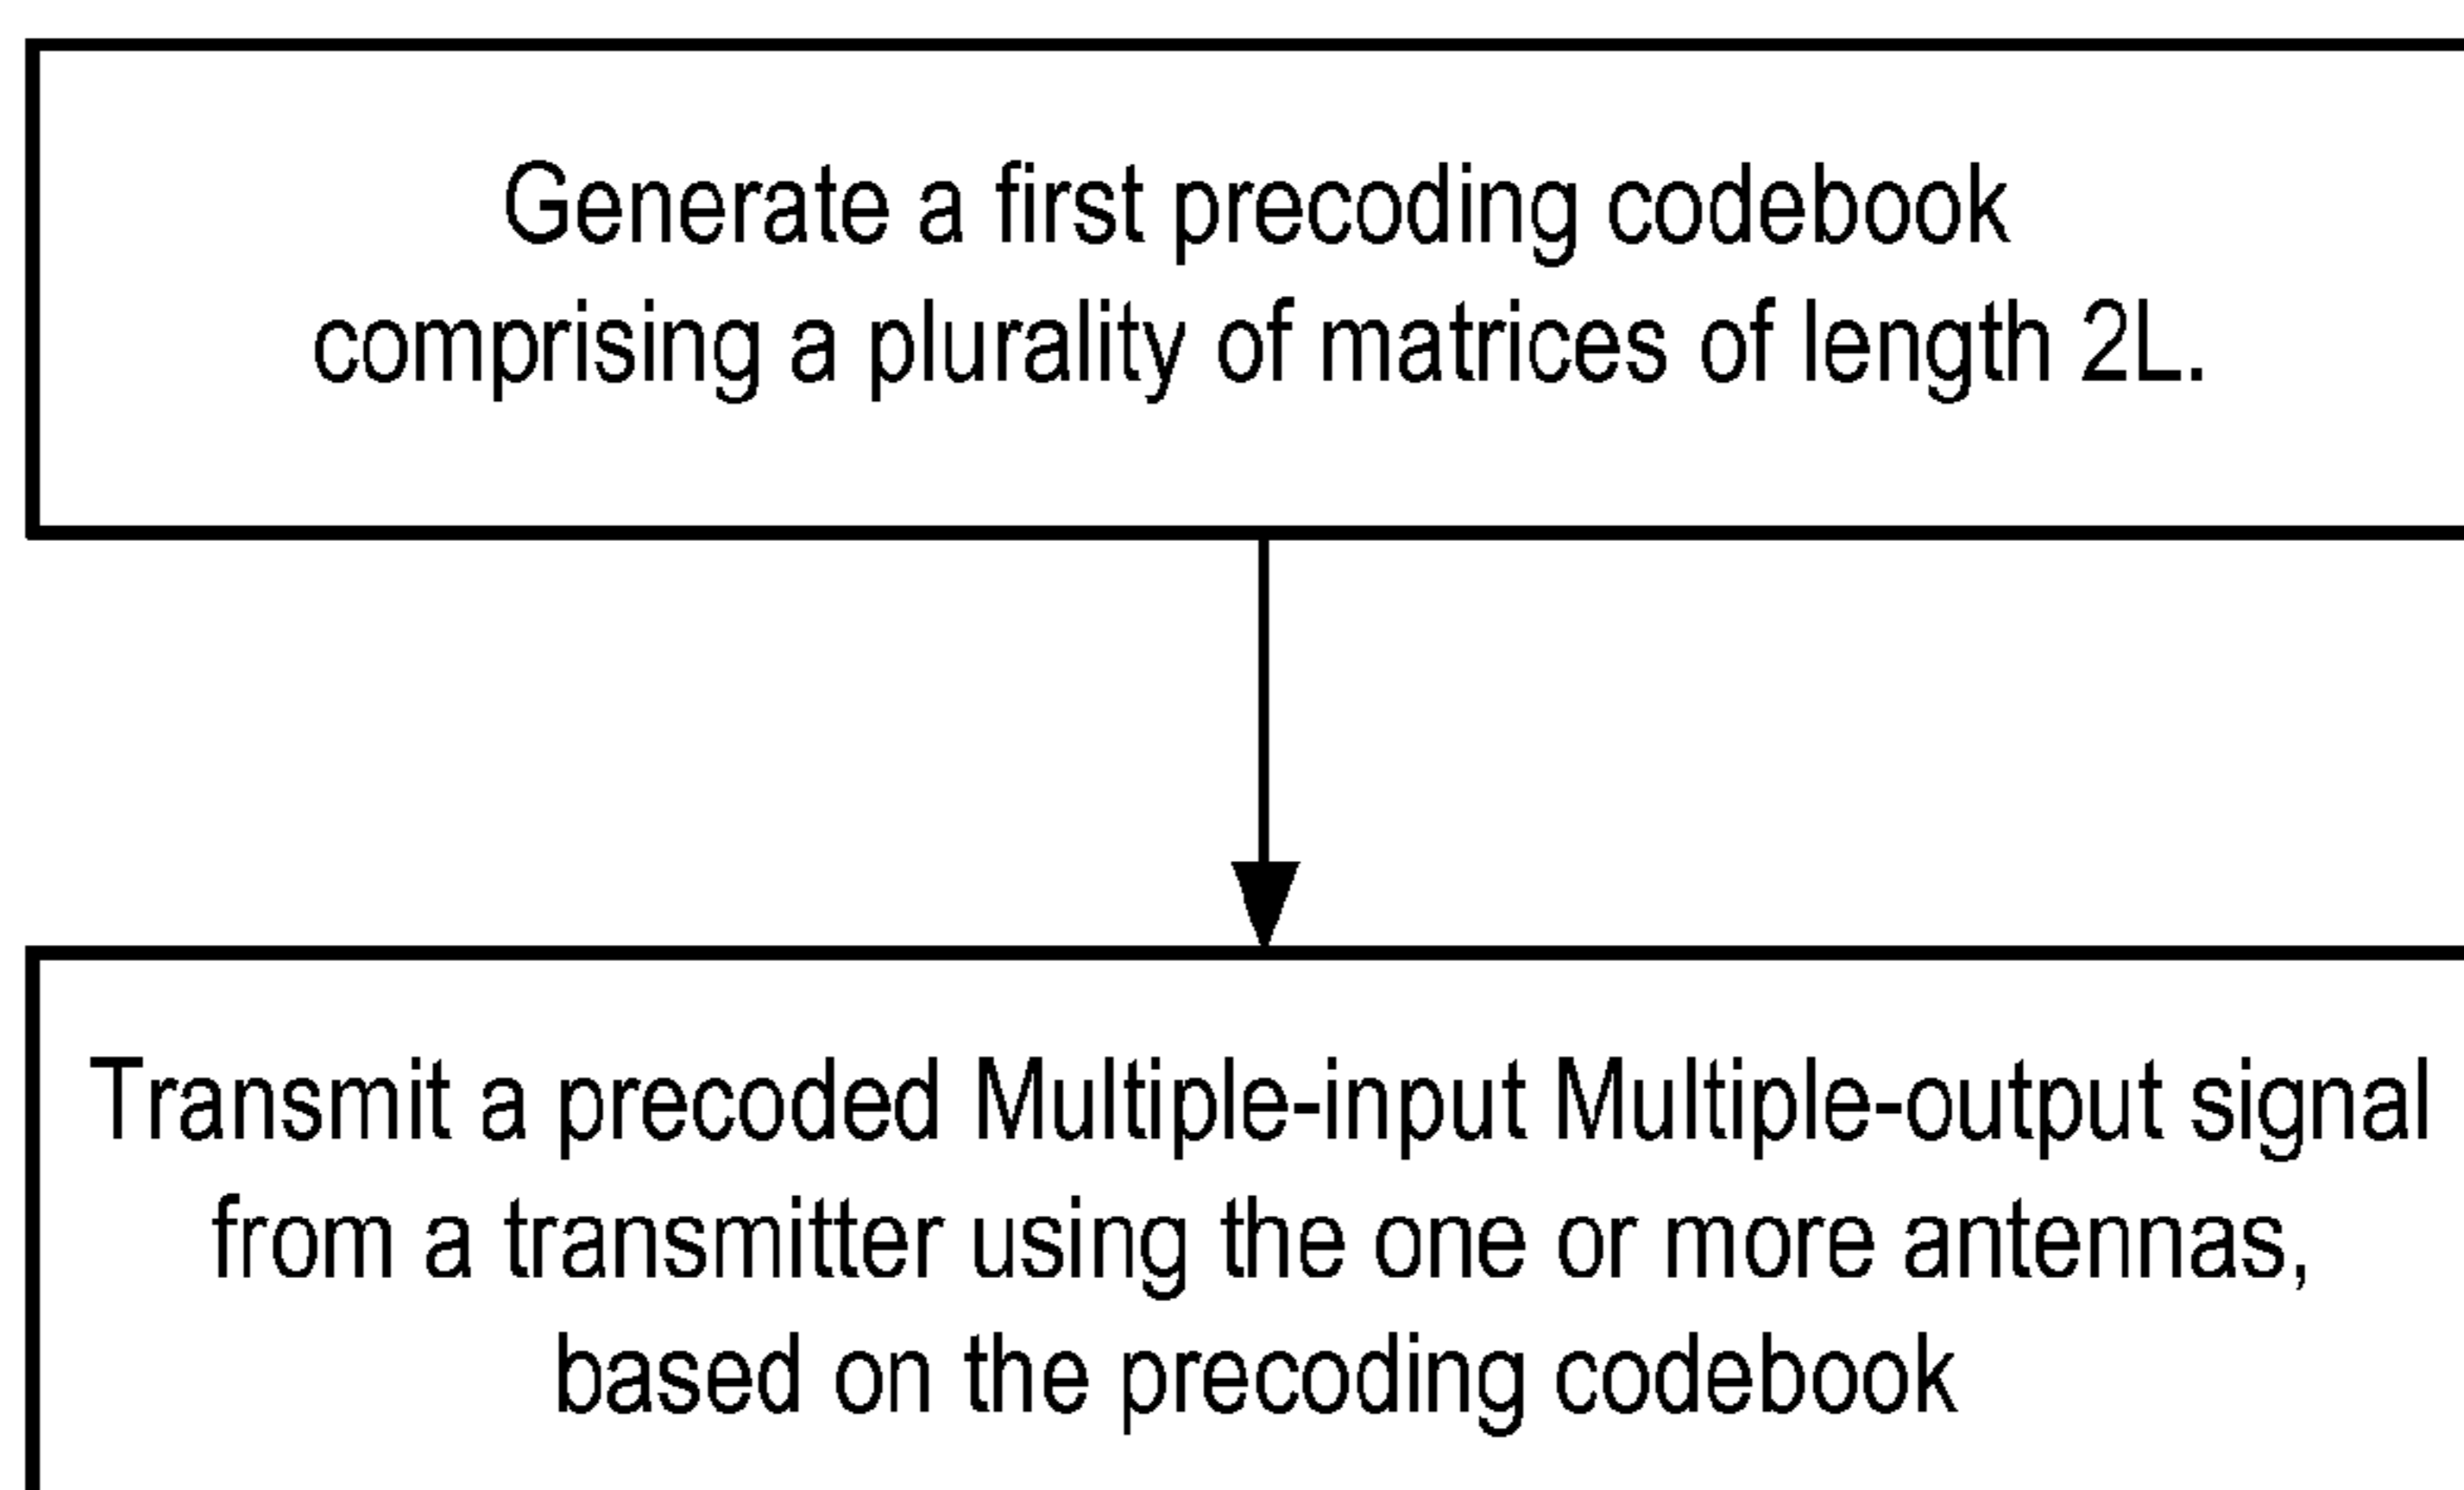 Generate a first precoding codebook
comprising a plurality of matrices of length 2L.
Transmit a precoded Multiple-input Multiple-output signal
from a transmitter using the one or more antennas,
based on the precoding codebook